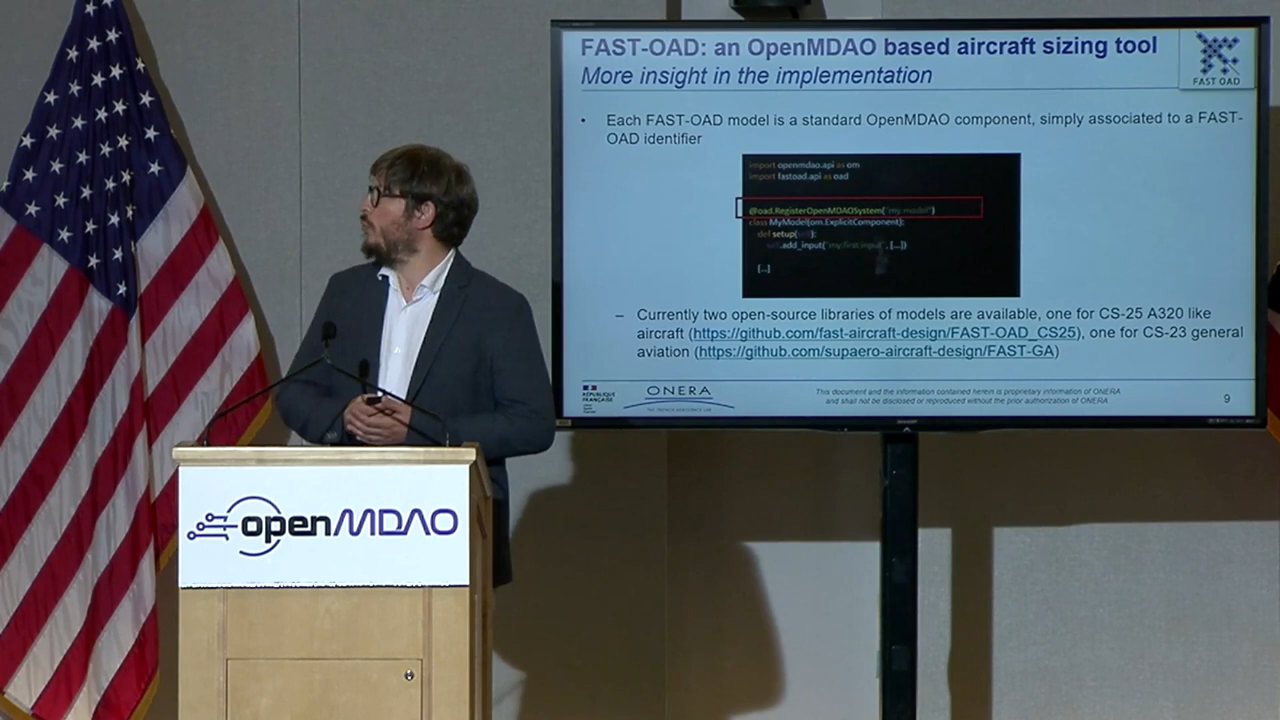 FAST-OAD: an OpenMDAO based aircraft sizing tool
More insight in the implementation
FAST OAD
• Each FAST-OAD model is a standard OpenMDAO component, simply associated to a FAST-
OAD identifier
import openmdao.api as om
import fastoad.api as oad
@oad.RegisterOpenMDAOSystem("my.model")
class MyModel(om.ExplicitComponent):
def setup(self):
self.add_input("my:first:input", [...])
[...]
– Currently two open-source libraries of models are available, one for CS-25 A320 like
aircraft (https://github.com/fast-aircraft-design/FAST-OAD_CS25), one for CS-23 general
aviation (https://github.com/supaero-aircraft-design/FAST-GA)
RÉPUBLIQUE
FRANÇAISE
ONERA
THE FRENCH AEROSPACE LAB
This document and the information contained herein is proprietary information of ONERA
and shall not be disclosed or reproduced without the prior authorization of ONERA.
9
openMDAO